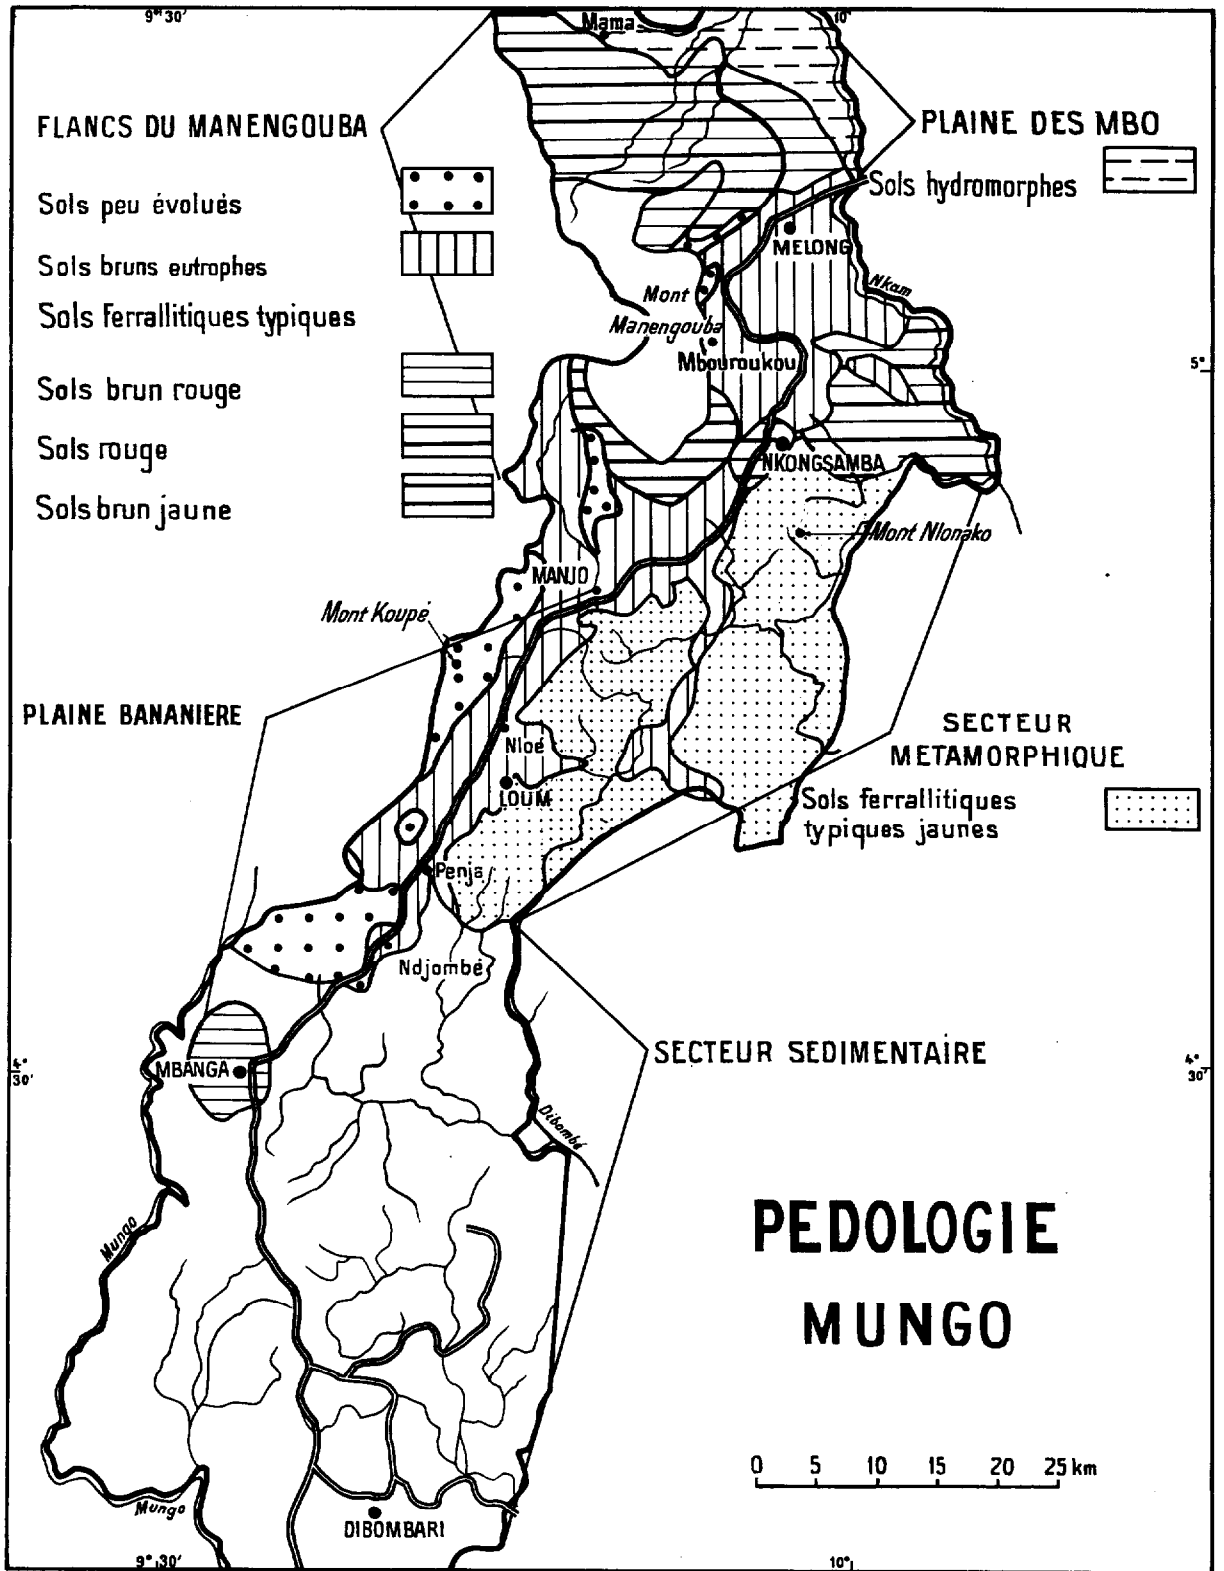 9° 30'
10°
Mama
FLANCS DU MANENGOUBA
PLAINE DES MBO
Sols peu évolués
Sols hydromorphes
Sols bruns eutrophes
MELONG
Nkam
Sols Ferrallitiques typiques
Mont
Manengouba
5°
Mbouroukou
Sols brun rouge
Sols rouge
NKONGSAMBA
Sols brun jaune
Mont Nlonako
MANJO
Mont Koupé
PLAINE BANANIERE
SECTEUR
METAMORPHIQUE
Nloé
LOUM
Sols ferrallitiques
typiques jaunes
Penja
Ndjombé
SECTEUR SEDIMENTAIRE
4°
30'
4°
30'
MBANGA
Dibombé
PEDOLOGIE
MUNGO
Mungo
0 5 10 15 20 25 km
Mungo
DIBOMBARI
9° 30'
10°